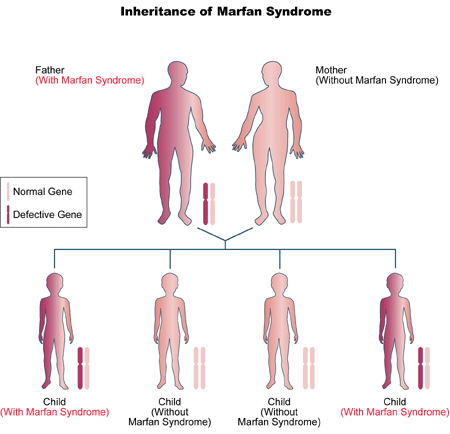 Inheritance of Marfan Syndrome
Father
(With Marfan Syndrome)
Mother
(Without Marfan Syndrome)
Normal Gene
Defective Gene
Child
(With Marfan Syndrome)
Child
(Without
Marfan Syndrome)
Child
(Without
Marfan Syndrome)
Child
(With Marfan Syndrome)